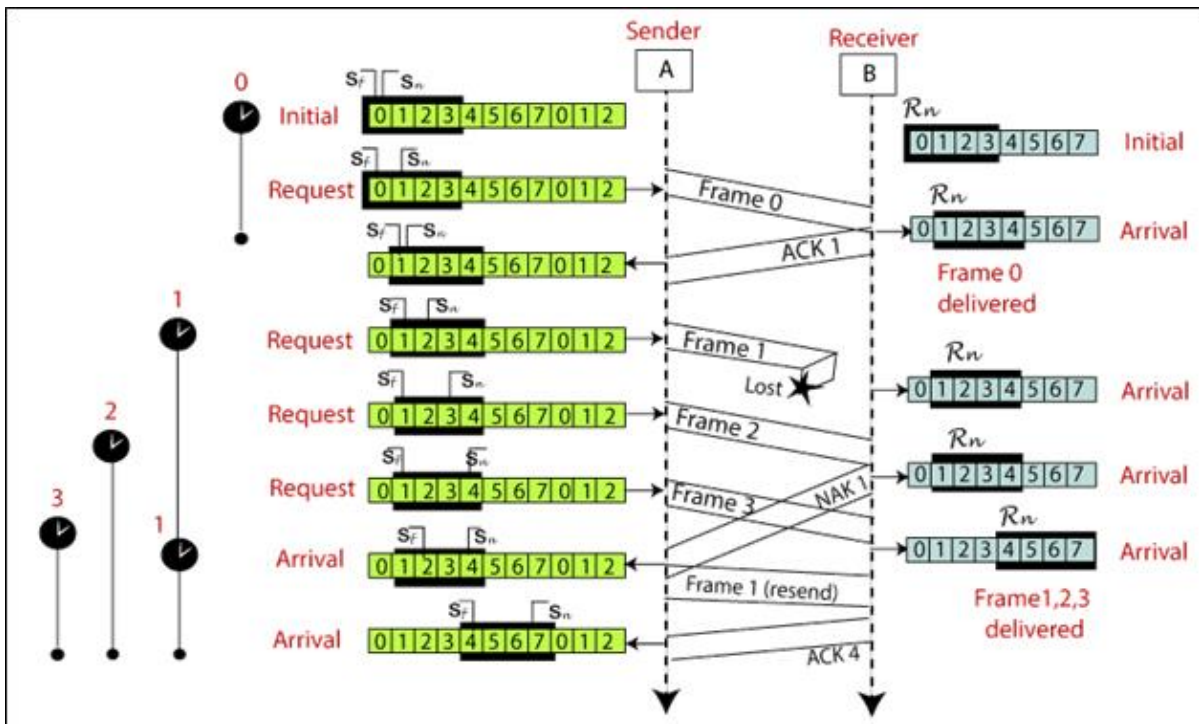 Sender
Receiver
A
B
0
Sf Sn
Initial
0 1 2 3 4 5 6 7 0 1 2
Rn
0 1 2 3 4 5 6 7
Initial
Sf Sn
Request
0 1 2 3 4 5 6 7 0 1 2
Frame 0
Rn
0 1 2 3 4 5 6 7
Arrival
Sf Sn
0 1 2 3 4 5 6 7 0 1 2
ACK 1
Frame 0
delivered
1
Sf Sn
Request
0 1 2 3 4 5 6 7 0 1 2
Frame 1
Lost
Rn
0 1 2 3 4 5 6 7
Arrival
2
Sf Sn
Request
0 1 2 3 4 5 6 7 0 1 2
Frame 2
Rn
0 1 2 3 4 5 6 7
Arrival
3
Sf Sn
Request
0 1 2 3 4 5 6 7 0 1 2
Frame 3
NAK 1
Rn
0 1 2 3 4 5 6 7
Arrival
1
Sf Sn
Arrival
0 1 2 3 4 5 6 7 0 1 2
Frame 1 (resend)
Frame1,2,3
delivered
Sf Sn
Arrival
0 1 2 3 4 5 6 7 0 1 2
ACK 4